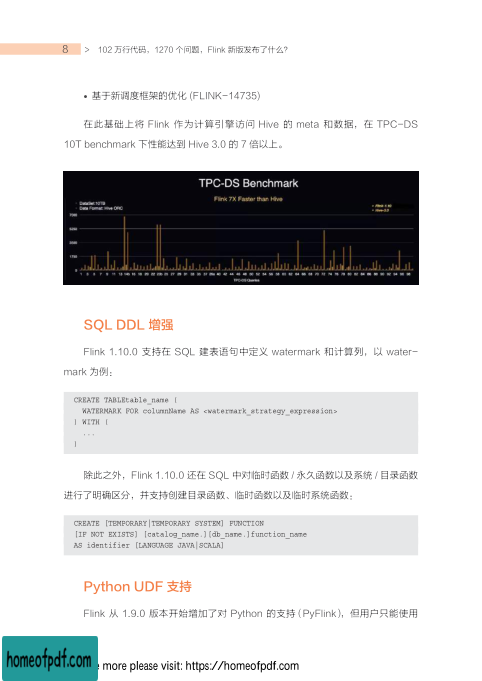 8 > 102 万行代码，1270 个问题，Flink 新版发布了什么?
• 基于新调度框架的优化 (FLINK-14735)
在此基础上将 Flink 作为计算引擎访问 Hive 的 meta 和数据，在 TPC-DS
10T benchmark 下性能达到 Hive 3.0 的 7 倍以上。
TPC-DS Benchmark
Flink 7X Faster than Hive
DataSet:10TB
Data Format: Hive ORC
Flink 1.10
Hive-3.0
7000
1750
0
TPC-DS Queries
SQL DDL 增强
Flink 1.10.0 支持在 SQL 建表语句中定义 watermark 和计算列，以 water-
mark 为例：
CREATE TABLEtable_name (
WATERMARK FOR columnName AS <watermark_strategy_expression>
) WITH (
...
)
除此之外，Flink 1.10.0 还在 SQL 中对临时函数 / 永久函数以及系统 / 目录函数
进行了明确区分，并支持创建目录函数、临时函数以及临时系统函数：
CREATE [TEMPORARY|TEMPORARY SYSTEM] FUNCTION
[IF NOT EXISTS] [catalog_name.][db_name.]function_name
AS identifier [LANGUAGE JAVA|SCALA]
Python UDF 支持
Flink 从 1.9.0 版本开始增加了对 Python 的支持 (PyFlink)，但用户只能使用
homeofpdf.com
more please visit: https://homeofpdf.com